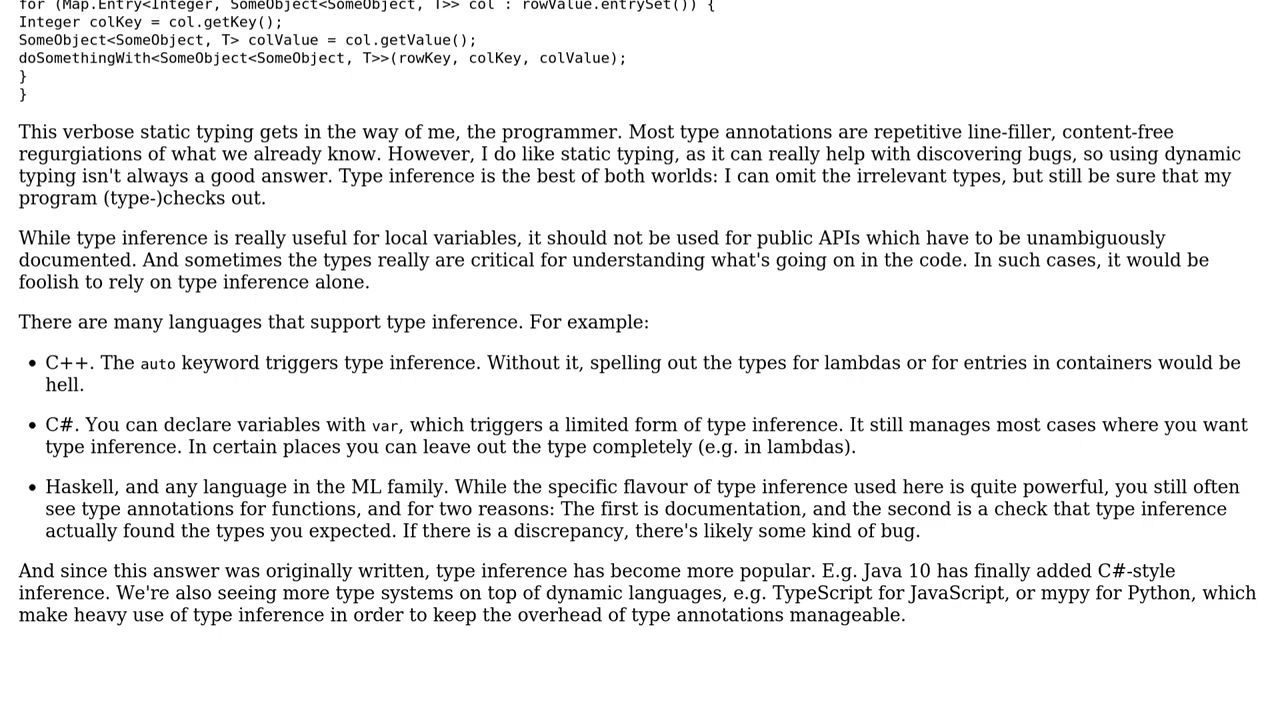 for (Map.Entry<Integer, SomeObject<SomeObject, T>> col : rowValue.entrySet()) {
Integer colKey = col.getKey();
SomeObject<SomeObject, T> colValue = col.getValue();
doSomethingWith<SomeObject<SomeObject, T>>(rowKey, colKey, colValue);
}
}
This verbose static typing gets in the way of me, the programmer. Most type annotations are repetitive line-filler, content-free
regurgiations of what we already know. However, I do like static typing, as it can really help with discovering bugs, so using dynamic
typing isn't always a good answer. Type inference is the best of both worlds: I can omit the irrelevant types, but still be sure that my
program (type-)checks out.
While type inference is really useful for local variables, it should not be used for public APIs which have to be unambiguously
documented. And sometimes the types really are critical for understanding what's going on in the code. In such cases, it would be
foolish to rely on type inference alone.
There are many languages that support type inference. For example:
• C++. The auto keyword triggers type inference. Without it, spelling out the types for lambdas or for entries in containers would be
hell.
• C#. You can declare variables with var, which triggers a limited form of type inference. It still manages most cases where you want
type inference. In certain places you can leave out the type completely (e.g. in lambdas).
• Haskell, and any language in the ML family. While the specific flavour of type inference used here is quite powerful, you still often
see type annotations for functions, and for two reasons: The first is documentation, and the second is a check that type inference
actually found the types you expected. If there is a discrepancy, there's likely some kind of bug.
And since this answer was originally written, type inference has become more popular. E.g. Java 10 has finally added C#-style
inference. We're also seeing more type systems on top of dynamic languages, e.g. TypeScript for JavaScript, or mypy for Python, which
make heavy use of type inference in order to keep the overhead of type annotations manageable.